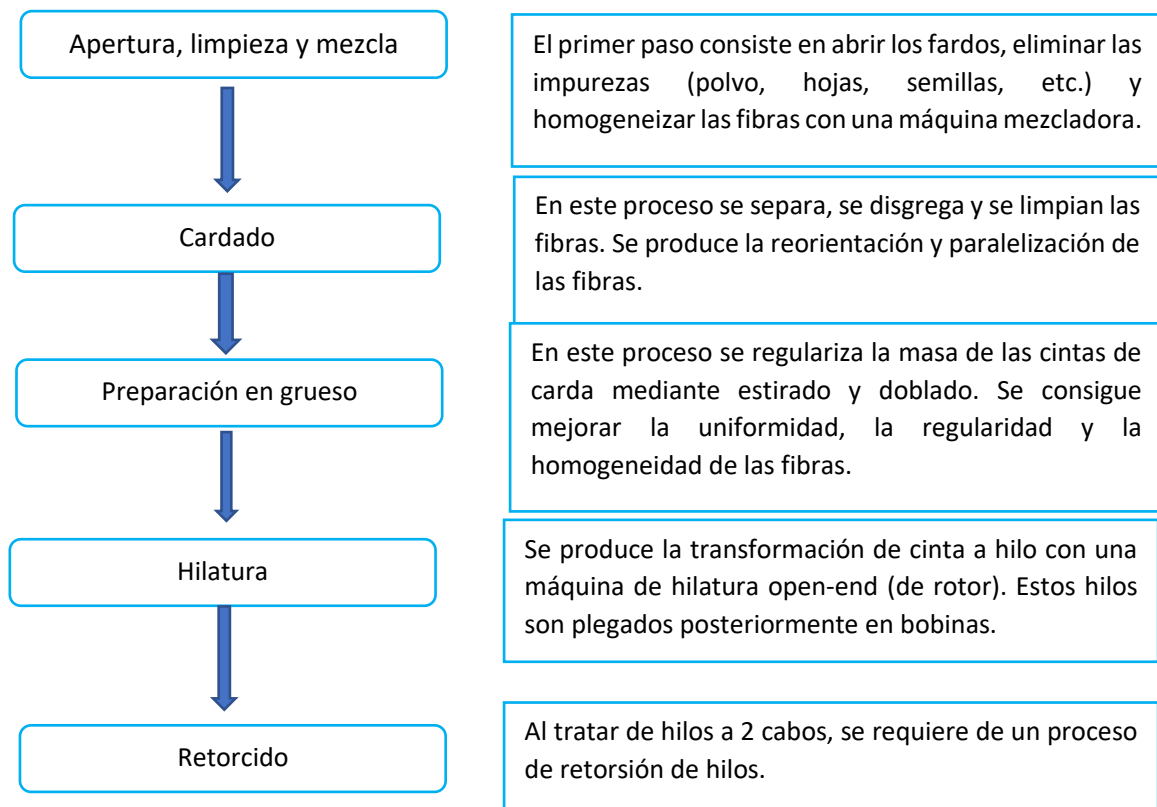 Apertura, limpieza y mezcla
El primer paso consiste en abrir los fardos, eliminar las
impurezas (polvo, hojas, semillas, etc.) y
homogeneizar las fibras con una máquina mezcladora.
Cardado
En este proceso se separa, se disgrega y se limpian las
fibras. Se produce la reorientación y paralelización de
las fibras.
Preparación en grueso
En este proceso se regulariza la masa de las cintas de
carda mediante estirado y doblado. Se consigue
mejorar la uniformidad, la regularidad y la
homogeneidad de las fibras.
Hilatura
Se produce la transformación de cinta a hilo con una
máquina de hilatura open-end (de rotor). Estos hilos
son plegados posteriormente en bobinas.
Retorcido
Al tratar de hilos a 2 cabos, se requiere de un proceso
de retorsión de hilos.